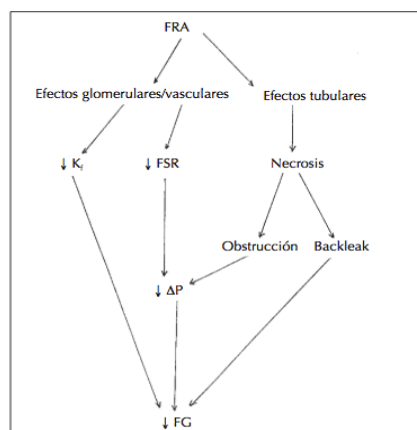 FRA
Efectos glomerulares/vasculares
Efectos tubulares
↓ Kf
↓ FSR
Necrosis
Obstrucción
Backleak
↓ ΔP
↓ FG